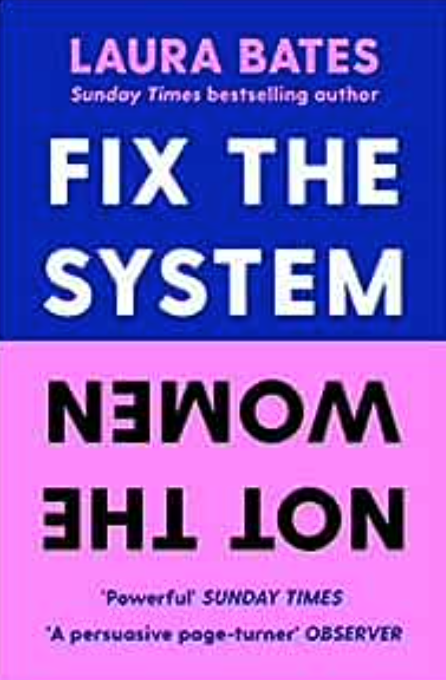 LAURA BATES
Sunday Times bestselling author
FIX THE
SYSTEM
NOT THE
WOMEN
'Powerful' SUNDAY TIMES
'A persuasive page-turner' OBSERVER